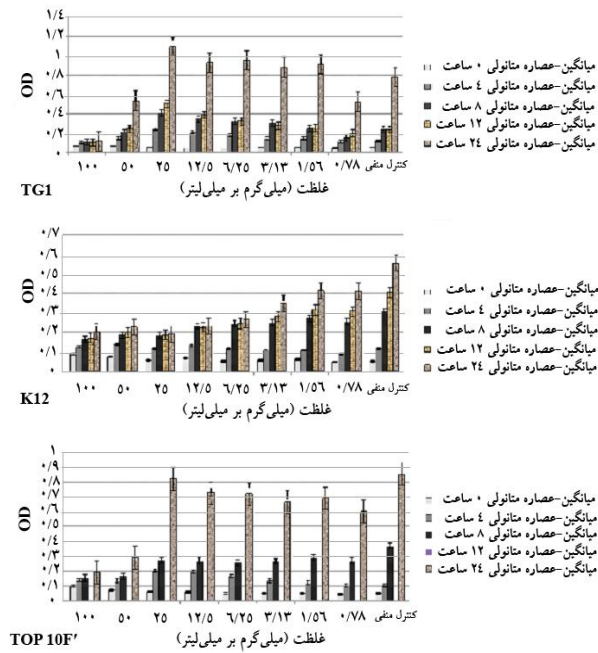 ۱/۴
۱/۲
۱
۰/۸
۰/۶
۰/۴
۰/۲
۰
OD
۱۰۰ ۵۰ ۲۵ ۱۲/۵ ۶/۲۵ ۳/۱۳ ۱/۵۶ ۰/۷۸ کنترل منفی
غلظت (میلی‌گرم بر میلی‌لیتر)
TG1
میانگین-عصاره متانولی ۰ ساعت
میانگین-عصاره متانولی ۴ ساعت
میانگین-عصاره متانولی ۸ ساعت
میانگین-عصاره متانولی ۱۲ ساعت
میانگین-عصاره متانولی ۲۴ ساعت
۰/۷
۰/۶
۰/۵
۰/۴
۰/۳
۰/۲
۰/۱
۰
OD
۱۰۰ ۵۰ ۲۵ ۱۲/۵ ۶/۲۵ ۳/۱۳ ۱/۵۶ ۰/۷۸ کنترل منفی
غلظت (میلی‌گرم بر میلی‌لیتر)
K12
میانگین-عصاره متانولی ۰ ساعت
میانگین-عصاره متانولی ۴ ساعت
میانگین-عصاره متانولی ۸ ساعت
میانگین-عصاره متانولی ۱۲ ساعت
میانگین-عصاره متانولی ۲۴ ساعت
۱
۰/۹
۰/۸
۰/۷
۰/۶
۰/۵
۰/۴
۰/۳
۰/۲
۰/۱
۰
OD
۱۰۰ ۵۰ ۲۵ ۱۲/۵ ۶/۲۵ ۳/۱۳ ۱/۵۶ ۰/۷۸ کنترل منفی
غلظت (میلی‌گرم بر میلی‌لیتر)
TOP 10F′
میانگین-عصاره متانولی ۰ ساعت
میانگین-عصاره متانولی ۴ ساعت
میانگین-عصاره متانولی ۸ ساعت
میانگین-عصاره متانولی ۱۲ ساعت
میانگین-عصاره متانولی ۲۴ ساعت